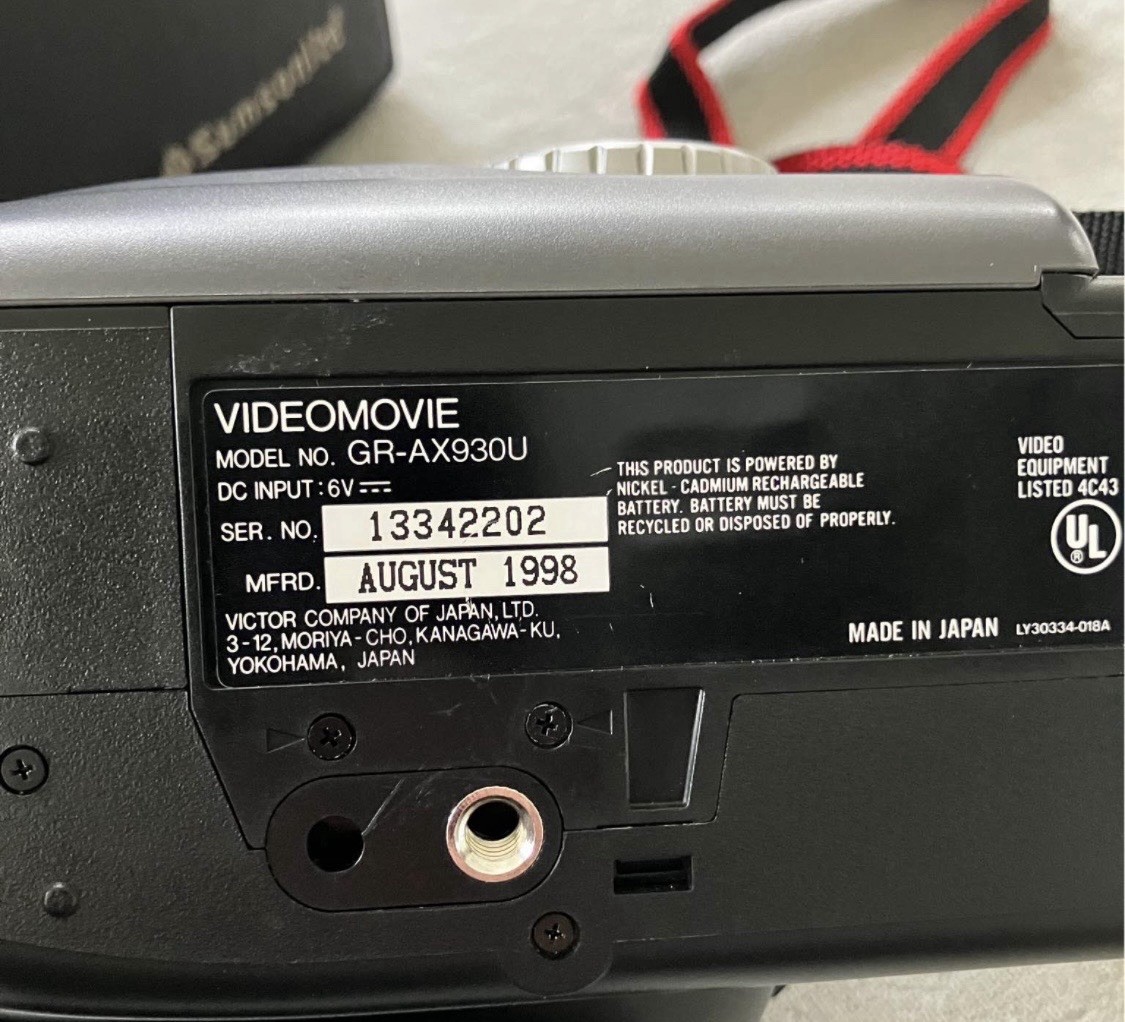 Samsonite
VIDEOMOVIE
MODEL NO. GR-AX930U
DC INPUT : 6V
SER. NO. 13342202
MFRD. AUGUST 1998
VICTOR COMPANY OF JAPAN, LTD.
3-12, MORIYA-CHO, KANAGAWA-KU,
YOKOHAMA, JAPAN
THIS PRODUCT IS POWERED BY
NICKEL - CADMIUM RECHARGEABLE
BATTERY. BATTERY MUST BE
RECYCLED OR DISPOSED OF PROPERLY.
VIDEO
EQUIPMENT
LISTED 4C43
UL
®
MADE IN JAPAN LY30334-018A